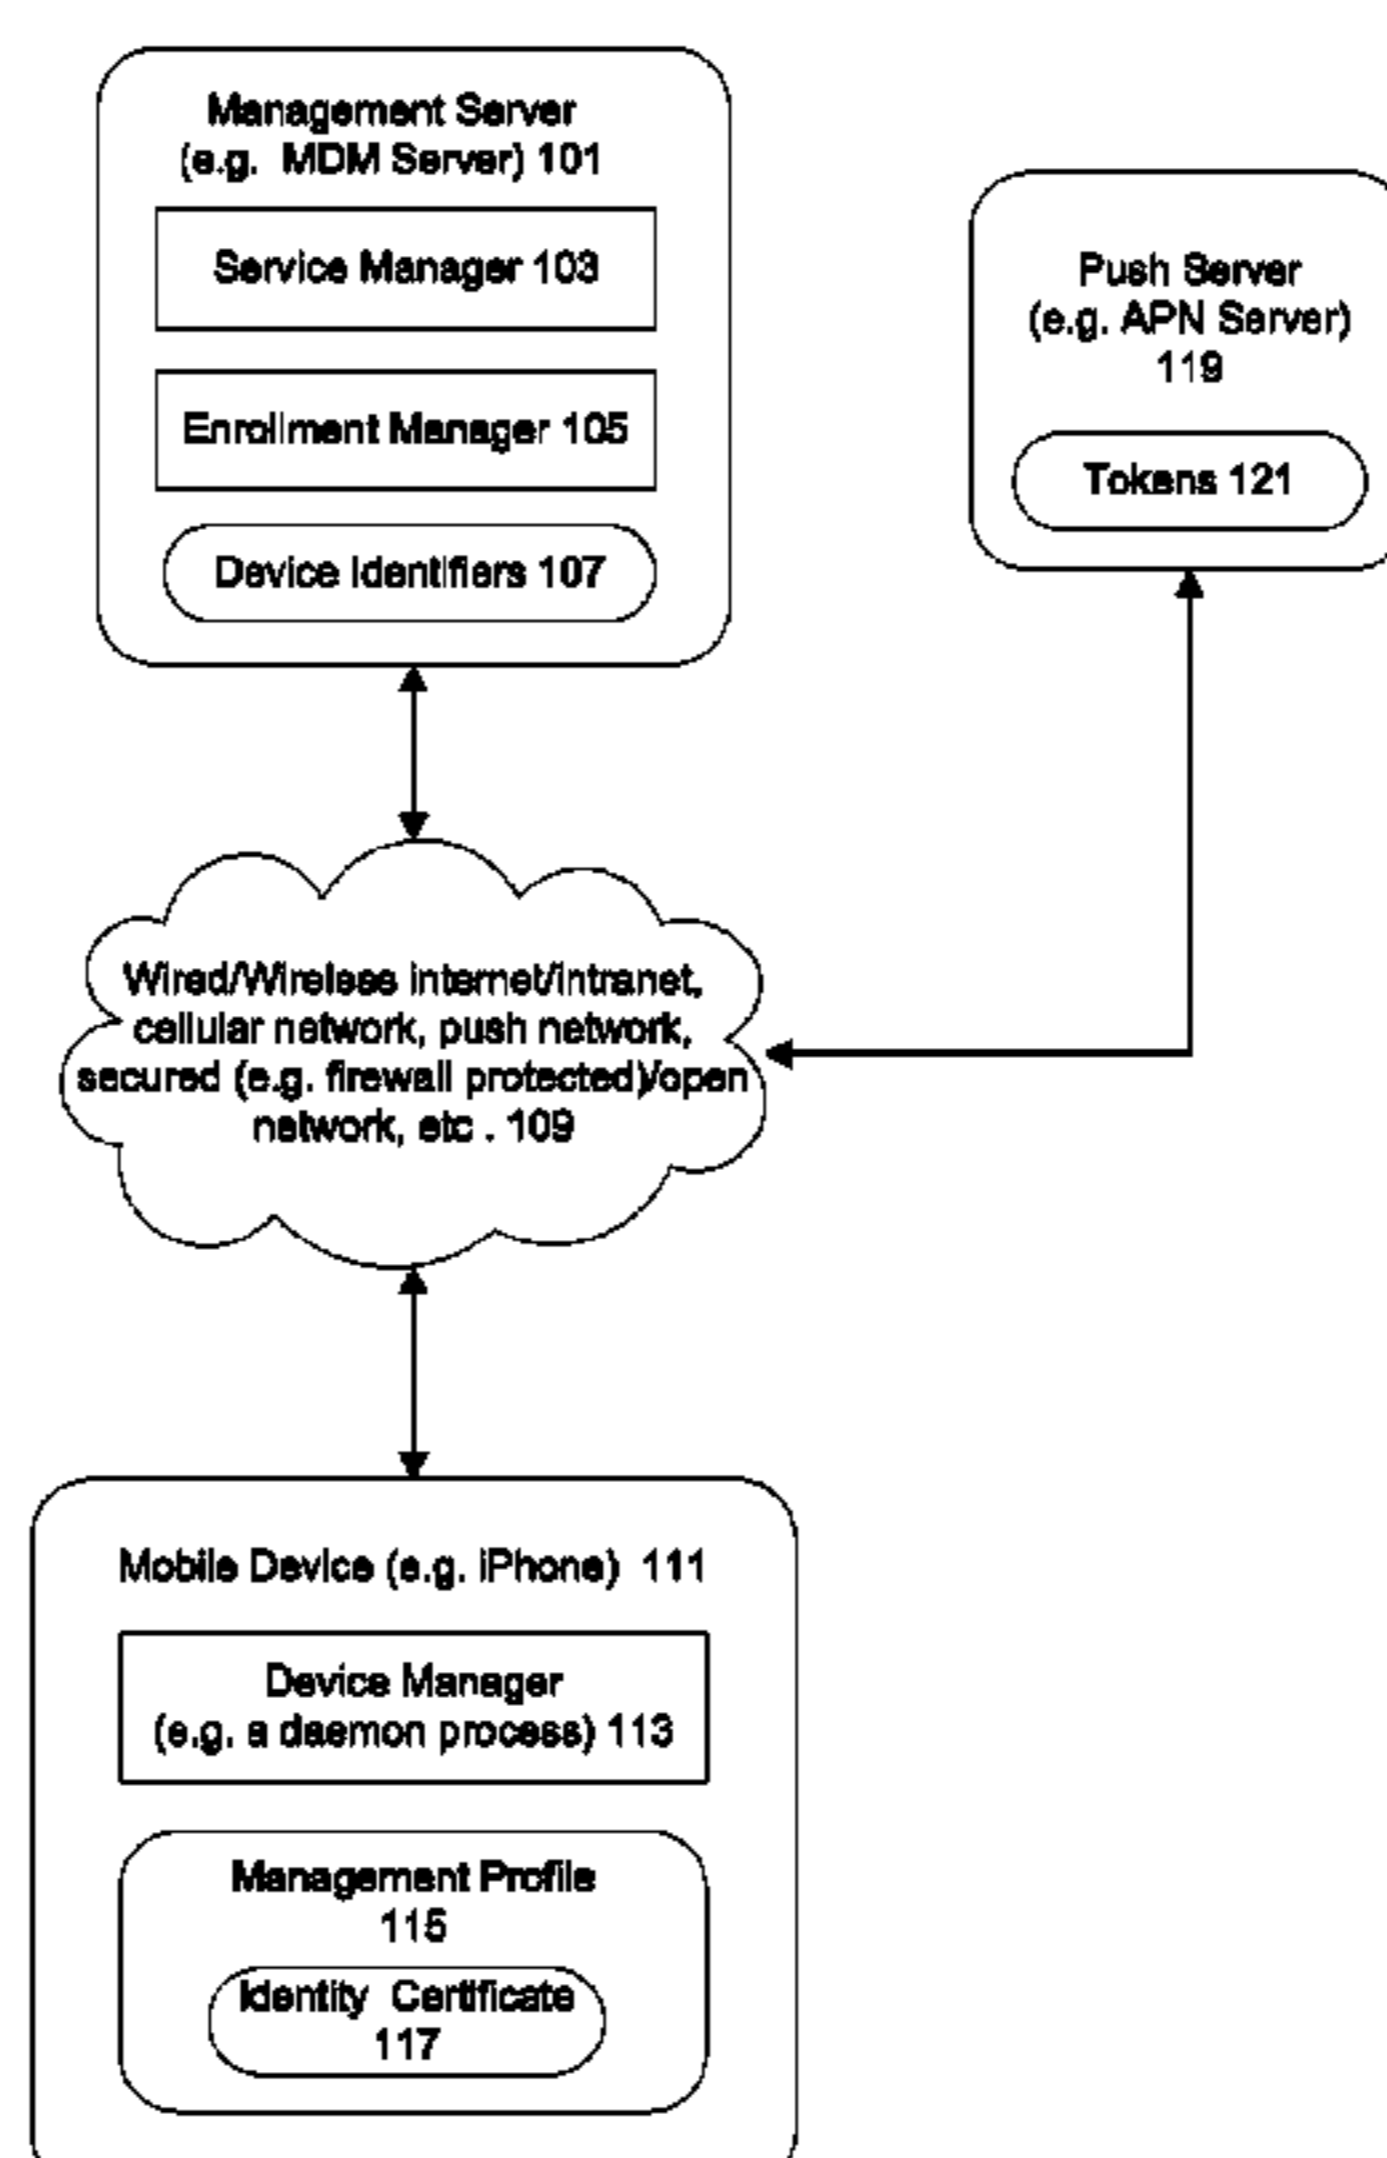 Management Server
(e.g. MDM Server) 101
Service Manager 103
Enrollment Manager 105
Device Identifiers 107
Push Server
(e.g. APN Server)
119
Tokens 121
Wired/Wireless internet/intranet,
cellular network, push network,
secured (e.g. firewall protected)/open
network, etc . 109
Mobile Device (e.g. iPhone) 111
Device Manager
(e.g. a daemon process) 113
Management Profile
115
Identity Certificate
117